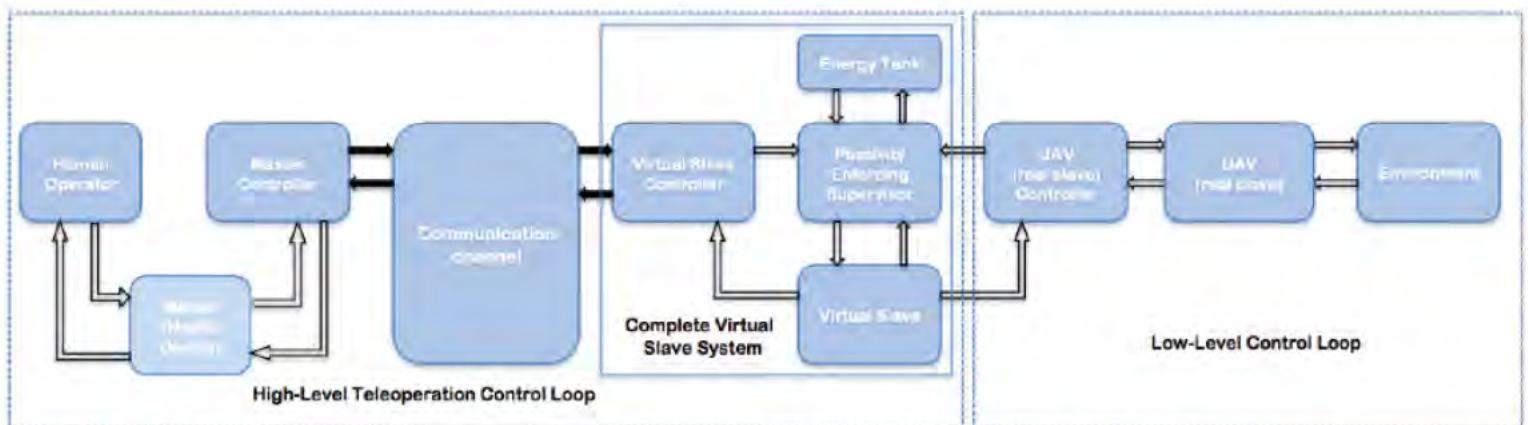 Energy Tank
Human
Operator
Master
Controller
Communication
channel
Virtual Slave
Controller
Passivity
Enforcing
Supervisor
UAV
(real slave)
Controller
UAV
(real slave)
Environment
Master
(Haptic
Device)
Virtual Slave
Complete Virtual
Slave System
Low-Level Control Loop
High-Level Teleoperation Control Loop